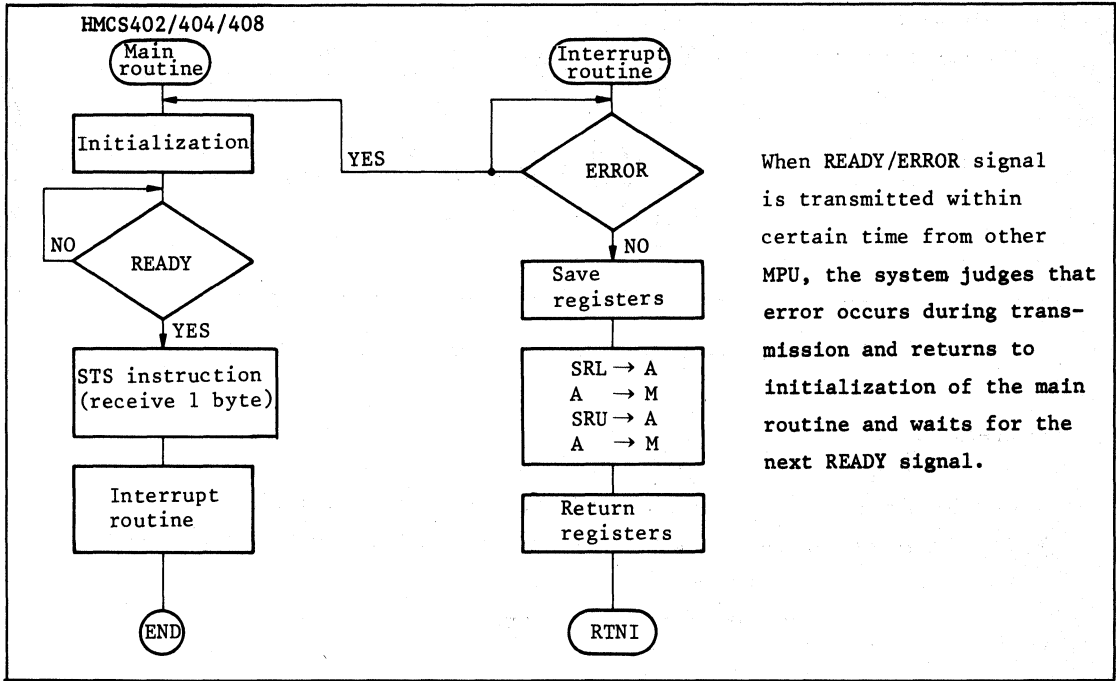 HMCS402/404/408
Main
routine
Initialization
NO
READY
YES
STS instruction
(receive 1 byte)
Interrupt
routine
END
Interrupt
routine
YES
ERROR
NO
Save
registers
SRL → A
A → M
SRU → A
A → M
Return
registers
RTNI
When READY/ERROR signal
is transmitted within
certain time from other
MPU, the system judges that
error occurs during trans-
mission and returns to
initialization of the main
routine and waits for the
next READY signal.